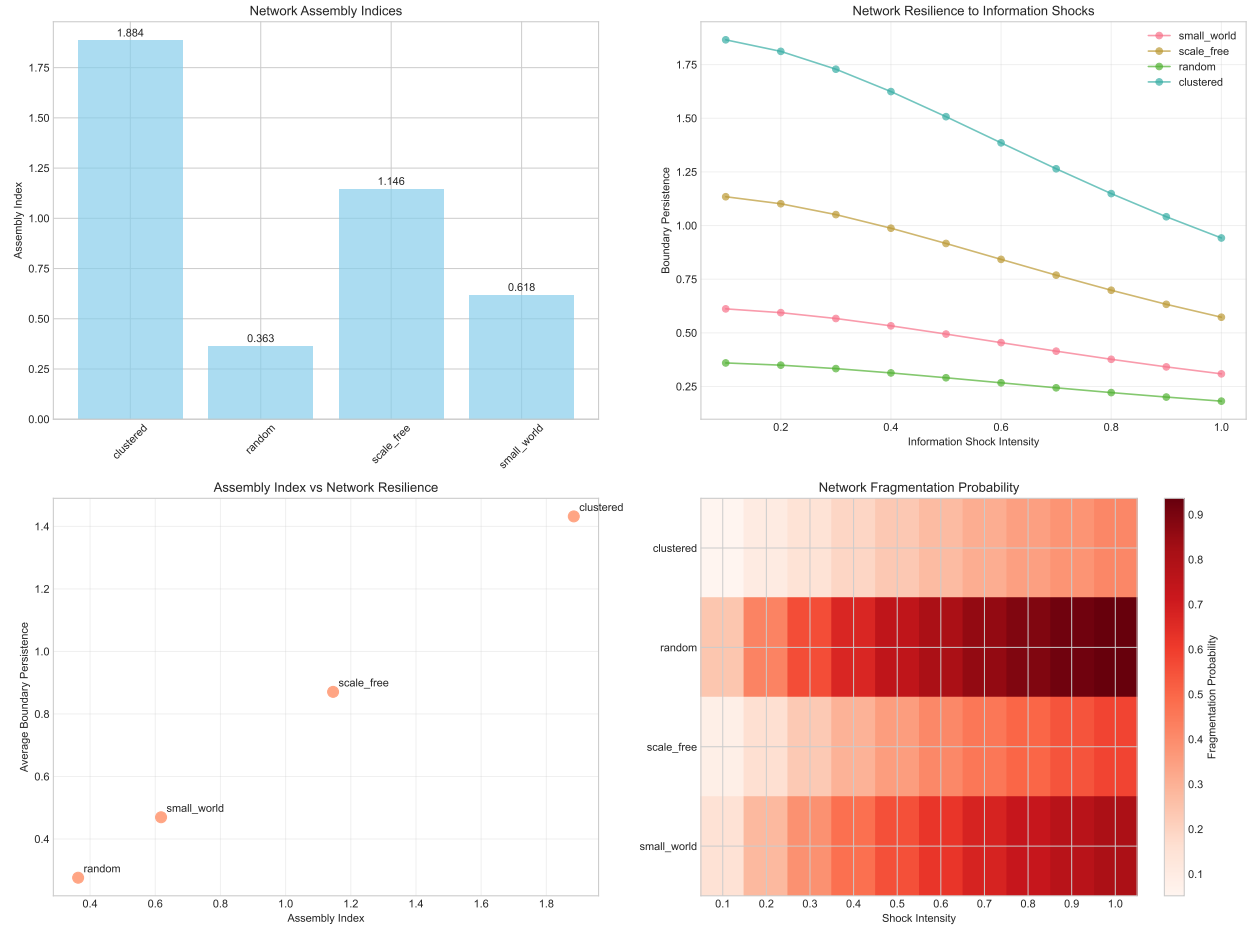 Network Assembly Indices
Assembly Index
1.75
1.50
1.25
1.00
0.75
0.50
0.25
0.00
1.884
0.363
1.146
0.618
clustered
random
scale_free
small_world
Network Resilience to Information Shocks
Boundary Persistence
1.75
1.50
1.25
1.00
0.75
0.50
0.25
small_world
scale_free
random
clustered
0.2 0.4 0.6 0.8 1.0
Information Shock Intensity
Assembly Index vs Network Resilience
Average Boundary Persistence
1.4
1.2
1.0
0.8
0.6
0.4
clustered
scale_free
small_world
random
0.4 0.6 0.8 1.0 1.2 1.4 1.6 1.8
Assembly Index
Network Fragmentation Probability
clustered
random
scale_free
small_world
0.1 0.2 0.3 0.4 0.5 0.6 0.7 0.8 0.9 1.0
Shock Intensity
0.9
0.8
0.7
0.6
0.5
0.4
0.3
0.2
0.1
Fragmentation Probability